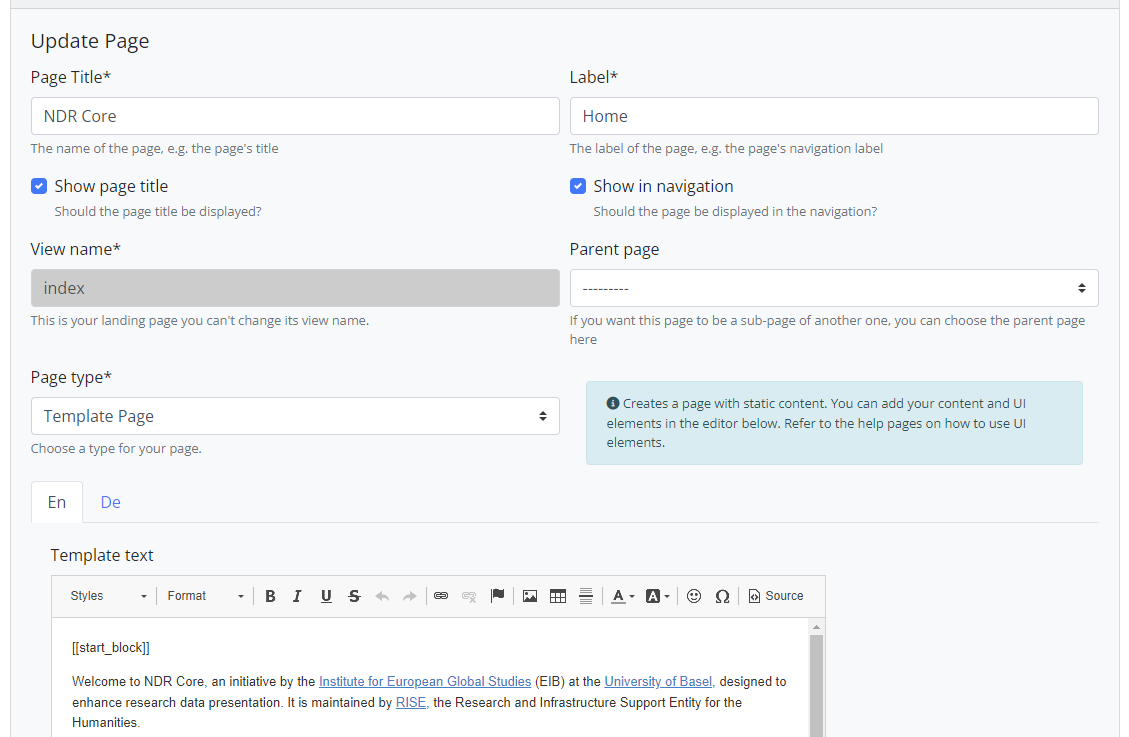 Update Page
Page Title*
Label*
NDR Core
Home
The name of the page, e.g. the page's title
The label of the page, e.g. the page's navigation label
Show page title
Show in navigation
Should the page title be displayed?
Should the page be displayed in the navigation?
View name*
Parent page
index
---------
This is your landing page you can't change its view name.
If you want this page to be a sub-page of another one, you can choose the parent page
here
Page type*
Template Page
Choose a type for your page.
Creates a page with static content. You can add your content and UI
elements in the editor below. Refer to the help pages on how to use UI
elements.
En
De
Template text
Styles
Format
B I U S
A
A
Ω
Source
[[start_block]]
Welcome to NDR Core, an initiative by the Institute for European Global Studies (EIB) at the University of Basel, designed to
enhance research data presentation. It is maintained by RISE, the Research and Infrastructure Support Entity for the
Humanities.